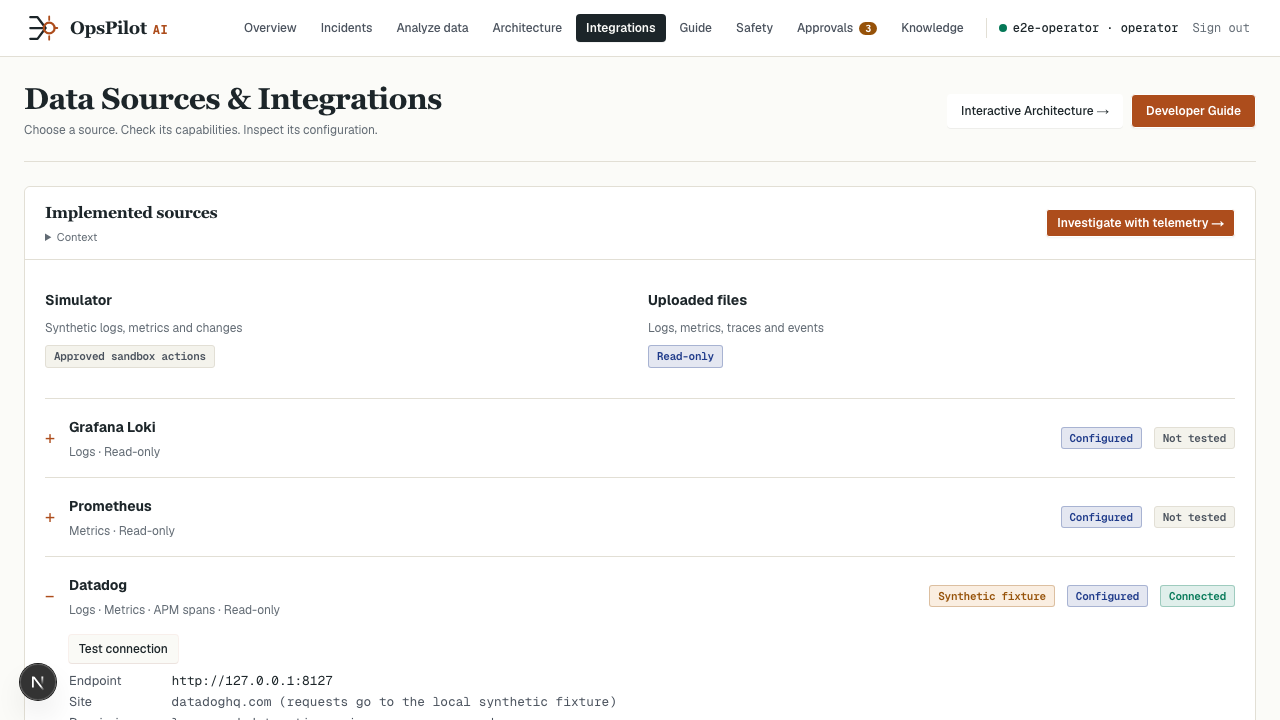 OpsPilot AI
Overview
Incidents
Analyze data
Architecture
Integrations
Guide
Safety
Approvals 3
Knowledge
e2e-operator · operator
Sign out
Data Sources & Integrations
Choose a source. Check its capabilities. Inspect its configuration.
Interactive Architecture →
Developer Guide
Implemented sources
Context
Investigate with telemetry →
Simulator
Synthetic logs, metrics and changes
Approved sandbox actions
Uploaded files
Logs, metrics, traces and events
Read-only
+ Grafana Loki
Logs · Read-only
Configured
Not tested
+ Prometheus
Metrics · Read-only
Configured
Not tested
− Datadog
Logs · Metrics · APM spans · Read-only
Synthetic fixture
Configured
Connected
Test connection
N
Endpoint http://127.0.0.1:8127
Site datadoghq.com (requests go to the local synthetic fixture)